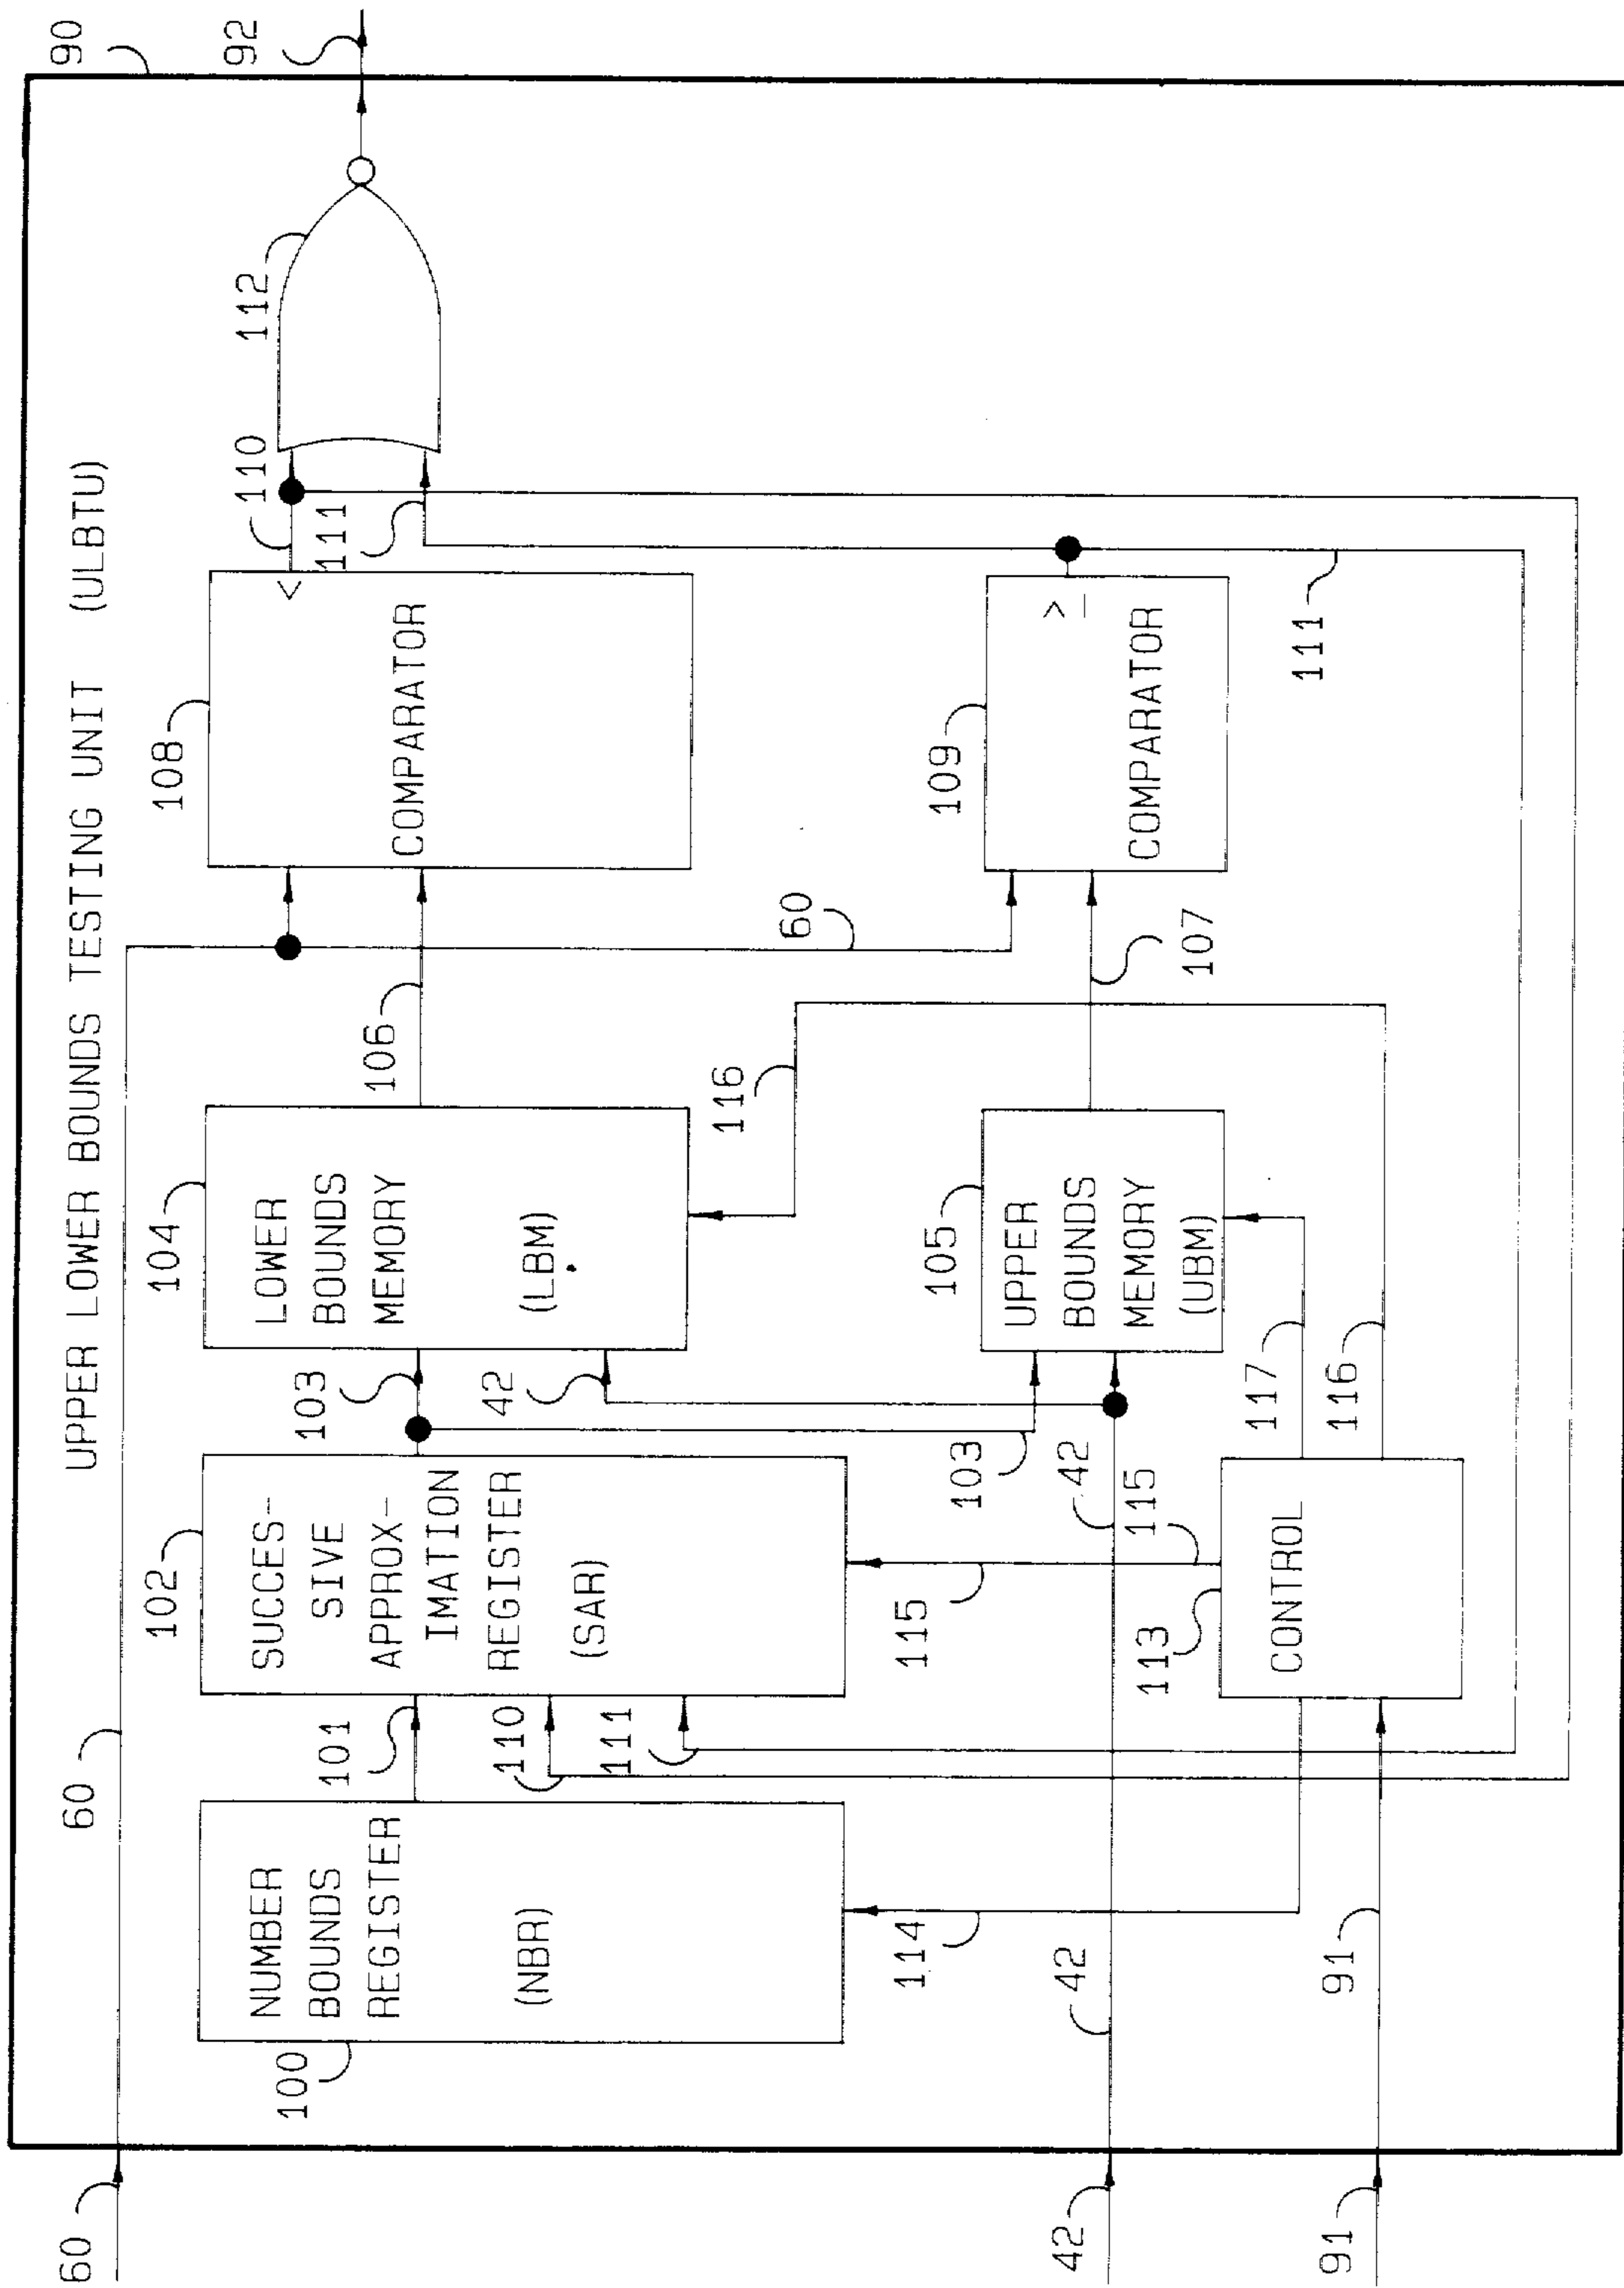 UPPER LOWER BOUNDS TESTING UNIT (ULBTU)
90
92
60
60
60
100
NUMBER
BOUNDS
REGISTER
(NBR)
101
102
SUCCES-
SIVE
APPROX-
IMATION
REGISTER
(SAR)
110
111
103
42
104
LOWER
BOUNDS
MEMORY
(LBM)
106
108
<
COMPARATOR
110
111
112
116
60
105
UPPER
BOUNDS
MEMORY
(UBM)
107
109
>
COMPARATOR
111
103
42
115
115
113
CONTROL
117
116
114
42
42
91
91